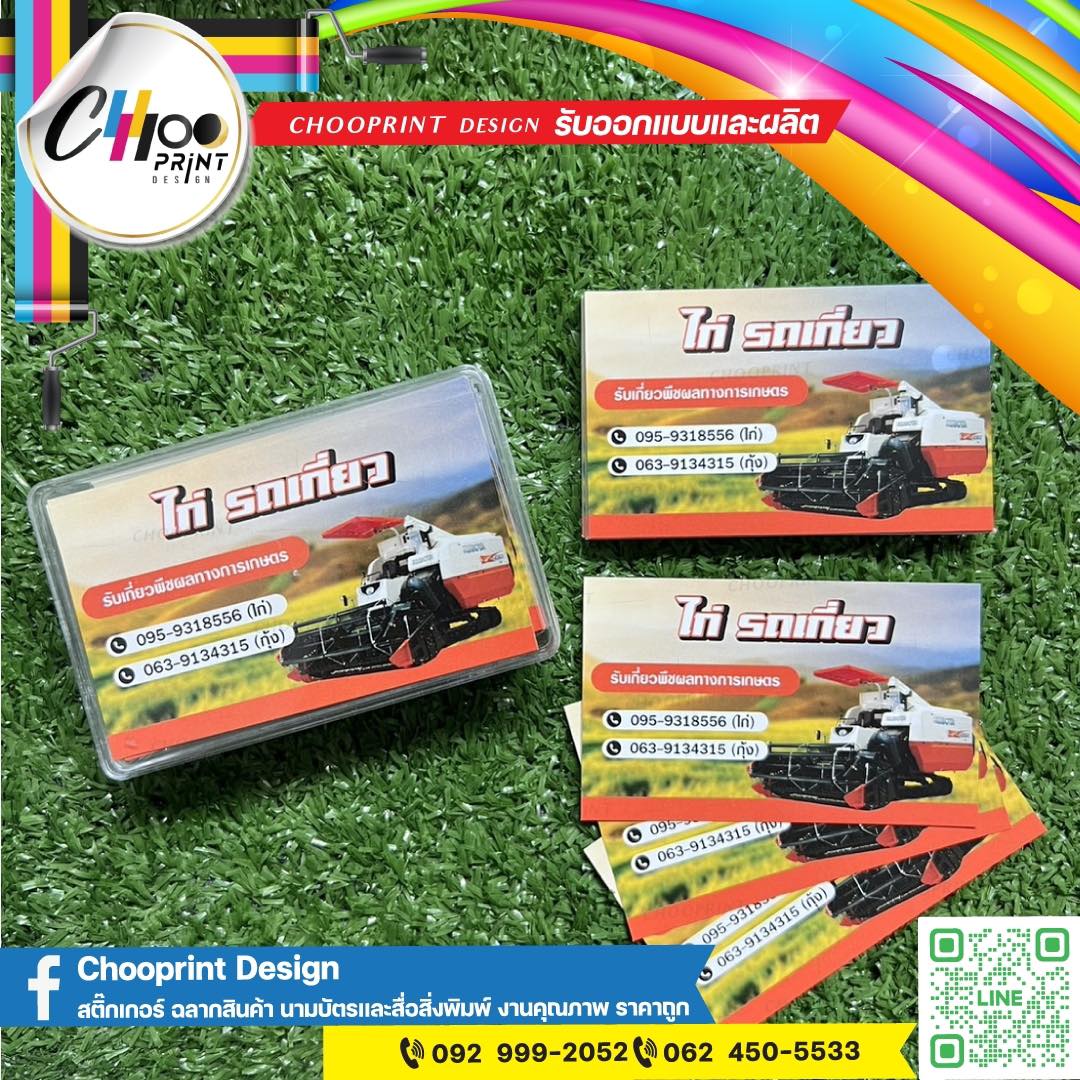 CHOO
PRINT
DESIGN
CHOOPRINT DESIGN รับออกแบบและผลิต
ไก่ รถเกี่ยว
CHOOPRINT
รับเกี่ยวพืชผลทางการเกษตร
095-9318556 (ไก่)
063-9134315 (กุ้ง)
ไก่ รถเกี่ยว
CHOOPRINT
รับเกี่ยวพืชผลทางการเกษตร
095-9318556 (ไก่)
063-9134315 (กุ้ง)
ไก่ รถเกี่ยว
รับเกี่ยวพืชผลทางการเกษตร
095-9318556 (ไก่)
063-9134315 (กุ้ง)
095-
063-9134315 (กุ้ง)
CHOOPRINT
095-93185
063-9134315 (กุ้ง)
Chooprint Design
สติ๊กเกอร์ ฉลากสินค้า นามบัตรและสื่อสิ่งพิมพ์ งานคุณภาพ ราคาถูก
092 999-2052 062 450-5533
LINE